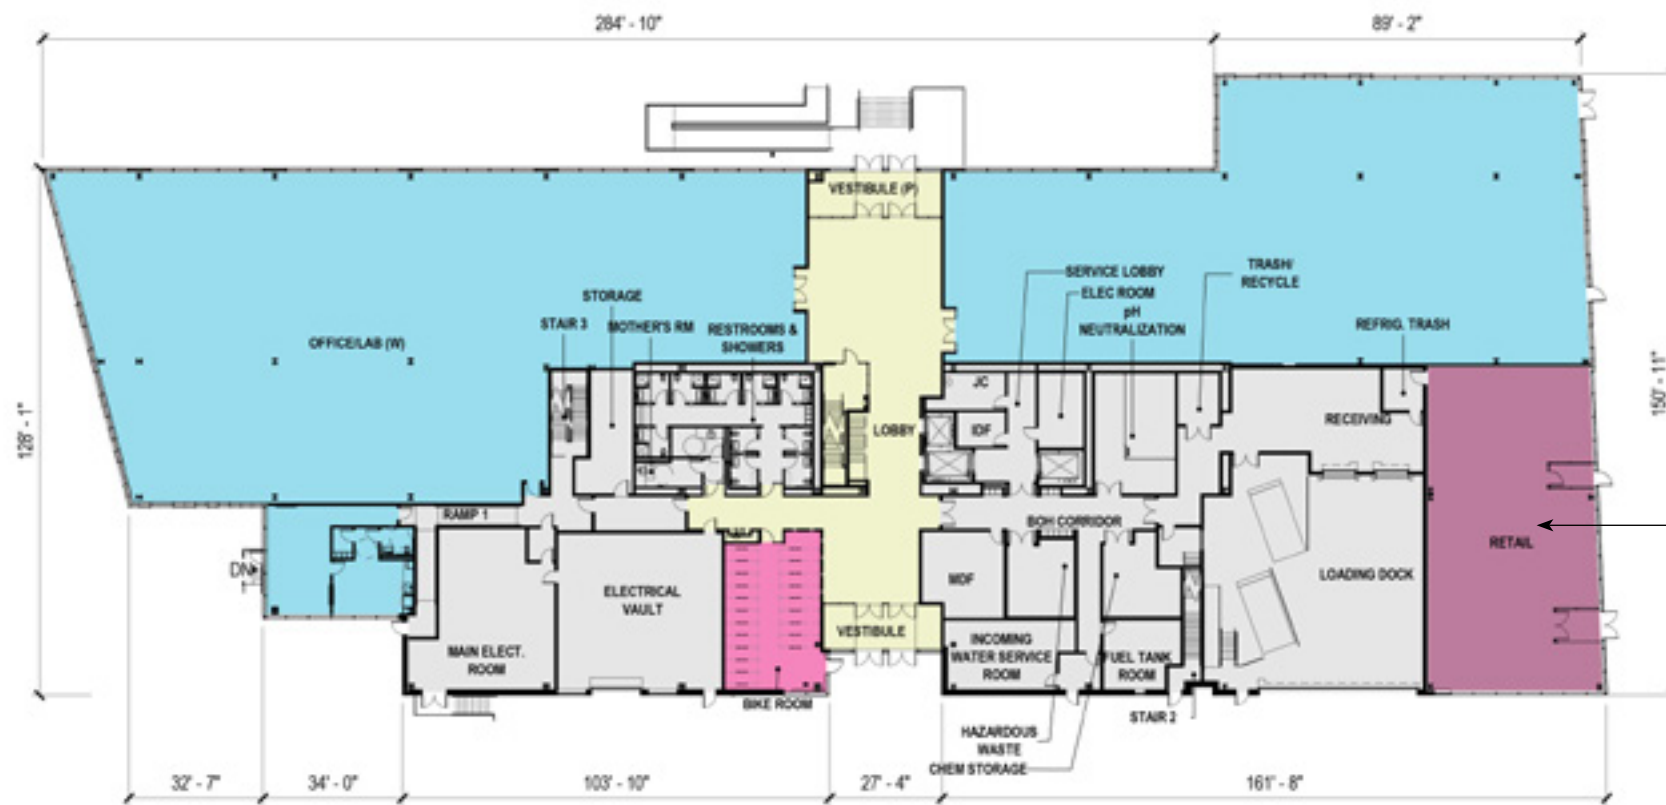 284' - 10"
89' - 2"
VESTIBULE (P)
SERVICE LOBBY
TRASH/
RECYCLE
ELEC ROOM
STORAGE
pH
NEUTRALIZATION
STAIR 3
MOTHER'S RM
RESTROOMS &
SHOWERS
REFRIG. TRASH
OFFICE/LAB (W)
JC
128' - 1"
150' - 11"
LOBBY
IDF
RECEIVING
RAMP 1
BOH CORRIDOR
RETAIL
DN
ELECTRICAL
VAULT
MDF
LOADING DOCK
VESTIBULE
MAIN ELECT.
ROOM
INCOMING
WATER SERVICE
ROOM
FUEL TANK
ROOM
BIKE ROOM
STAIR 2
HAZARDOUS
WASTE
CHEM STORAGE
32' - 7"
34' - 0"
103' - 10"
27' - 4"
161' - 8"